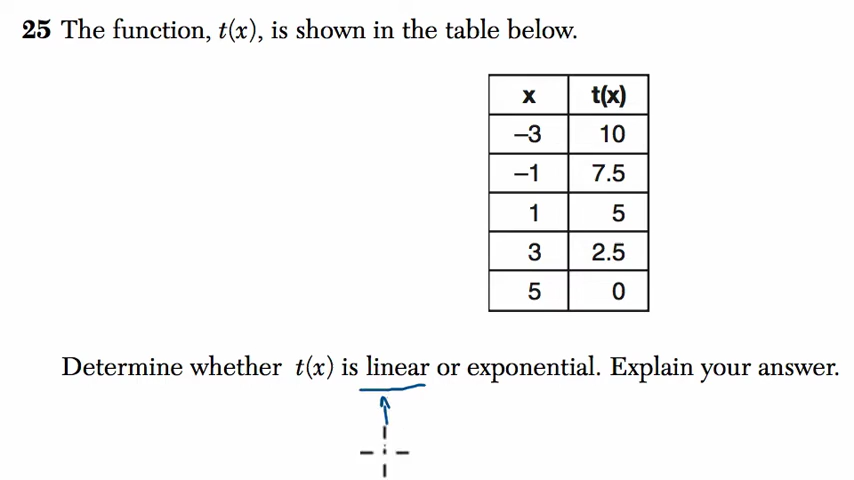 25 The function, t(x), is shown in the table below.
x t(x)
–3 10
–1 7.5
1 5
3 2.5
5 0
Determine whether t(x) is linear or exponential. Explain your answer.